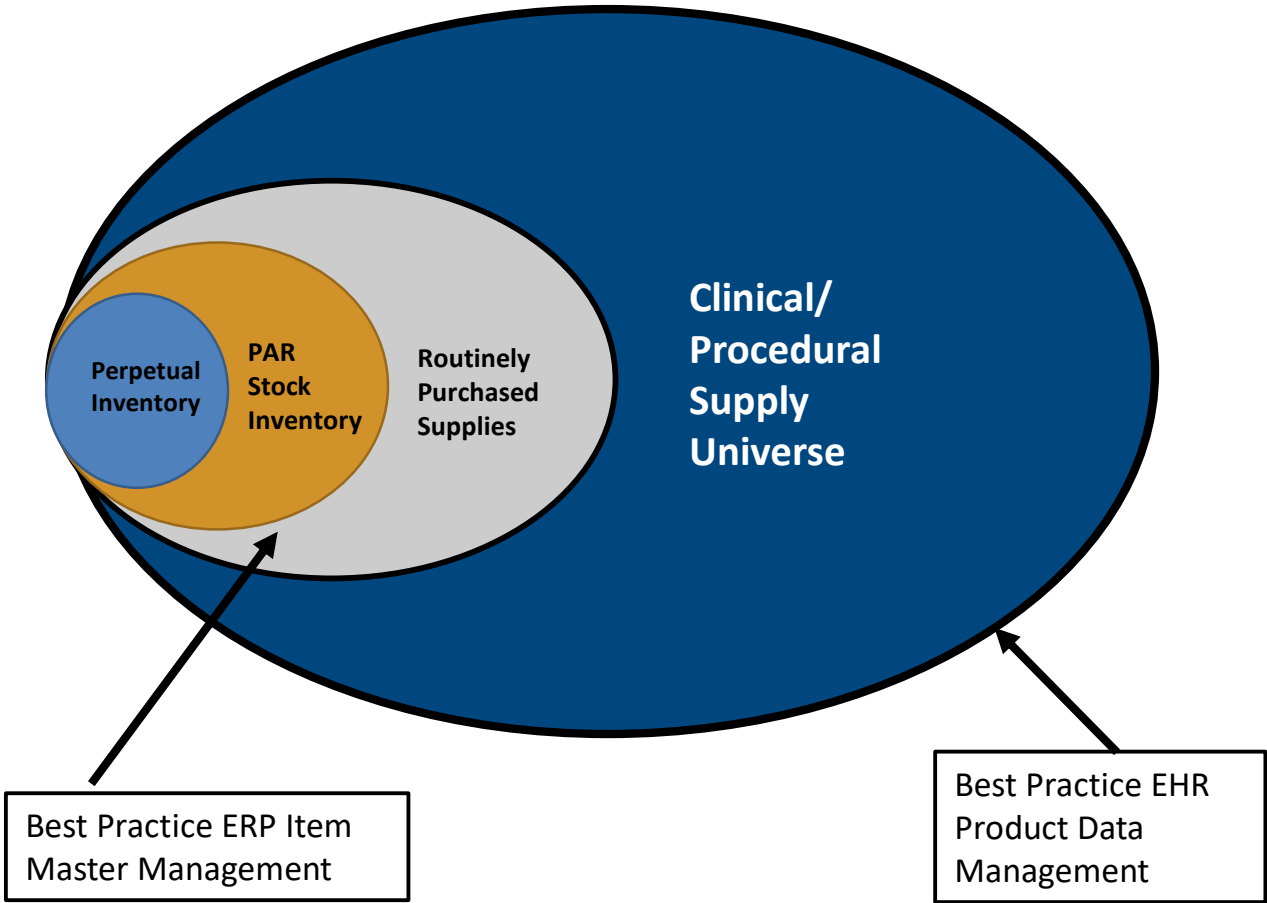 Perpetual
Inventory
PAR
Stock
Inventory
Routinely
Purchased
Supplies
Clinical/
Procedural
Supply
Universe
Best Practice ERP Item
Master Management
Best Practice EHR
Product Data
Management